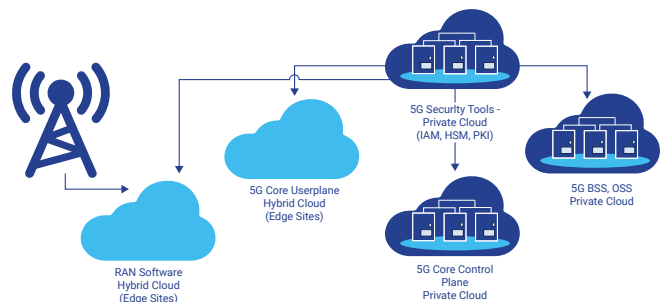 5G Security Tools -
Private Cloud
(IAM, HSM, PKI)
5G Core Userplane
Hybrid Cloud
(Edge Sites)
5G BSS, OSS
Private Cloud
RAN Software
Hybrid Cloud
(Edge Sites)
5G Core Control
Plane
Private Cloud